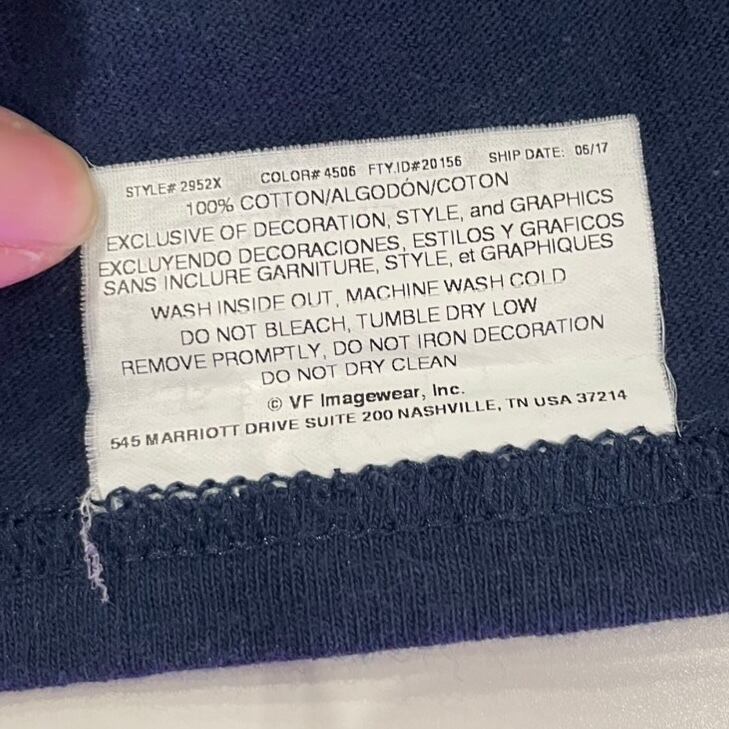 STYLE# 2952X COLOR# 4506 FTY.ID#20156 SHIP DATE: 06/17
100% COTTON/ALGODÓN/COTON
EXCLUSIVE OF DECORATION, STYLE, and GRAPHICS
EXCLUYENDO DECORACIONES, ESTILOS Y GRAFICOS
SANS INCLURE GARNITURE, STYLE, et GRAPHIQUES
WASH INSIDE OUT, MACHINE WASH COLD
DO NOT BLEACH, TUMBLE DRY LOW
REMOVE PROMPTLY, DO NOT IRON DECORATION
DO NOT DRY CLEAN
© VF Imagewear, Inc.
545 MARRIOTT DRIVE SUITE 200 NASHVILLE, TN USA 37214